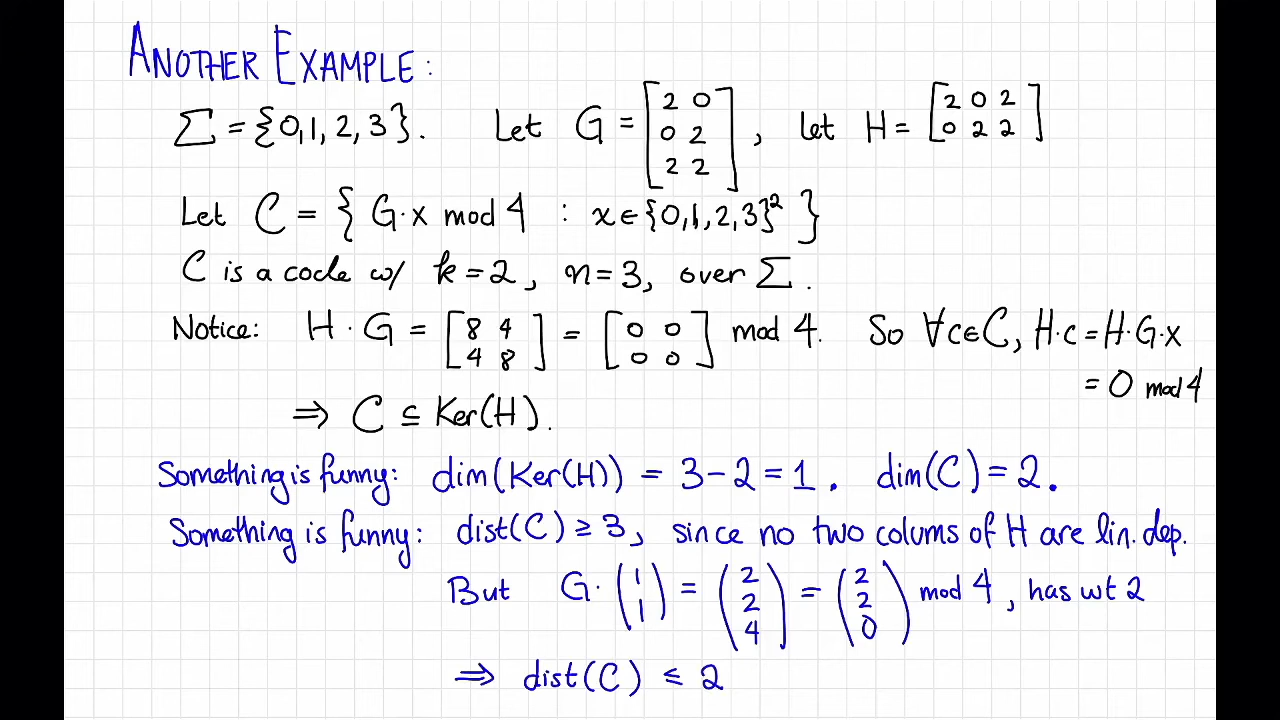 ANOTHER EXAMPLE:
Σ = {0,1,2,3}. Let G = [2 0; 0 2; 2 2], let H = [2 0 2; 0 2 2]
Let C = { G·x mod 4 : x ∈ {0,1,2,3}² }
C is a code w/ k=2, n=3, over Σ.
Notice: H·G = [8 4; 4 8] = [0 0; 0 0] mod 4. So ∀c∈C, H·c = H·G·x
= 0 mod 4
⇒ C ⊆ Ker(H).
Something is funny: dim(Ker(H)) = 3-2 = 1. dim(C) = 2.
Something is funny: dist(C) ≥ 3, since no two colums of H are lin. dep.
But G·(1; 1) = (2; 2; 4) = (2; 2; 0) mod 4, has wt 2
⇒ dist(C) ≤ 2